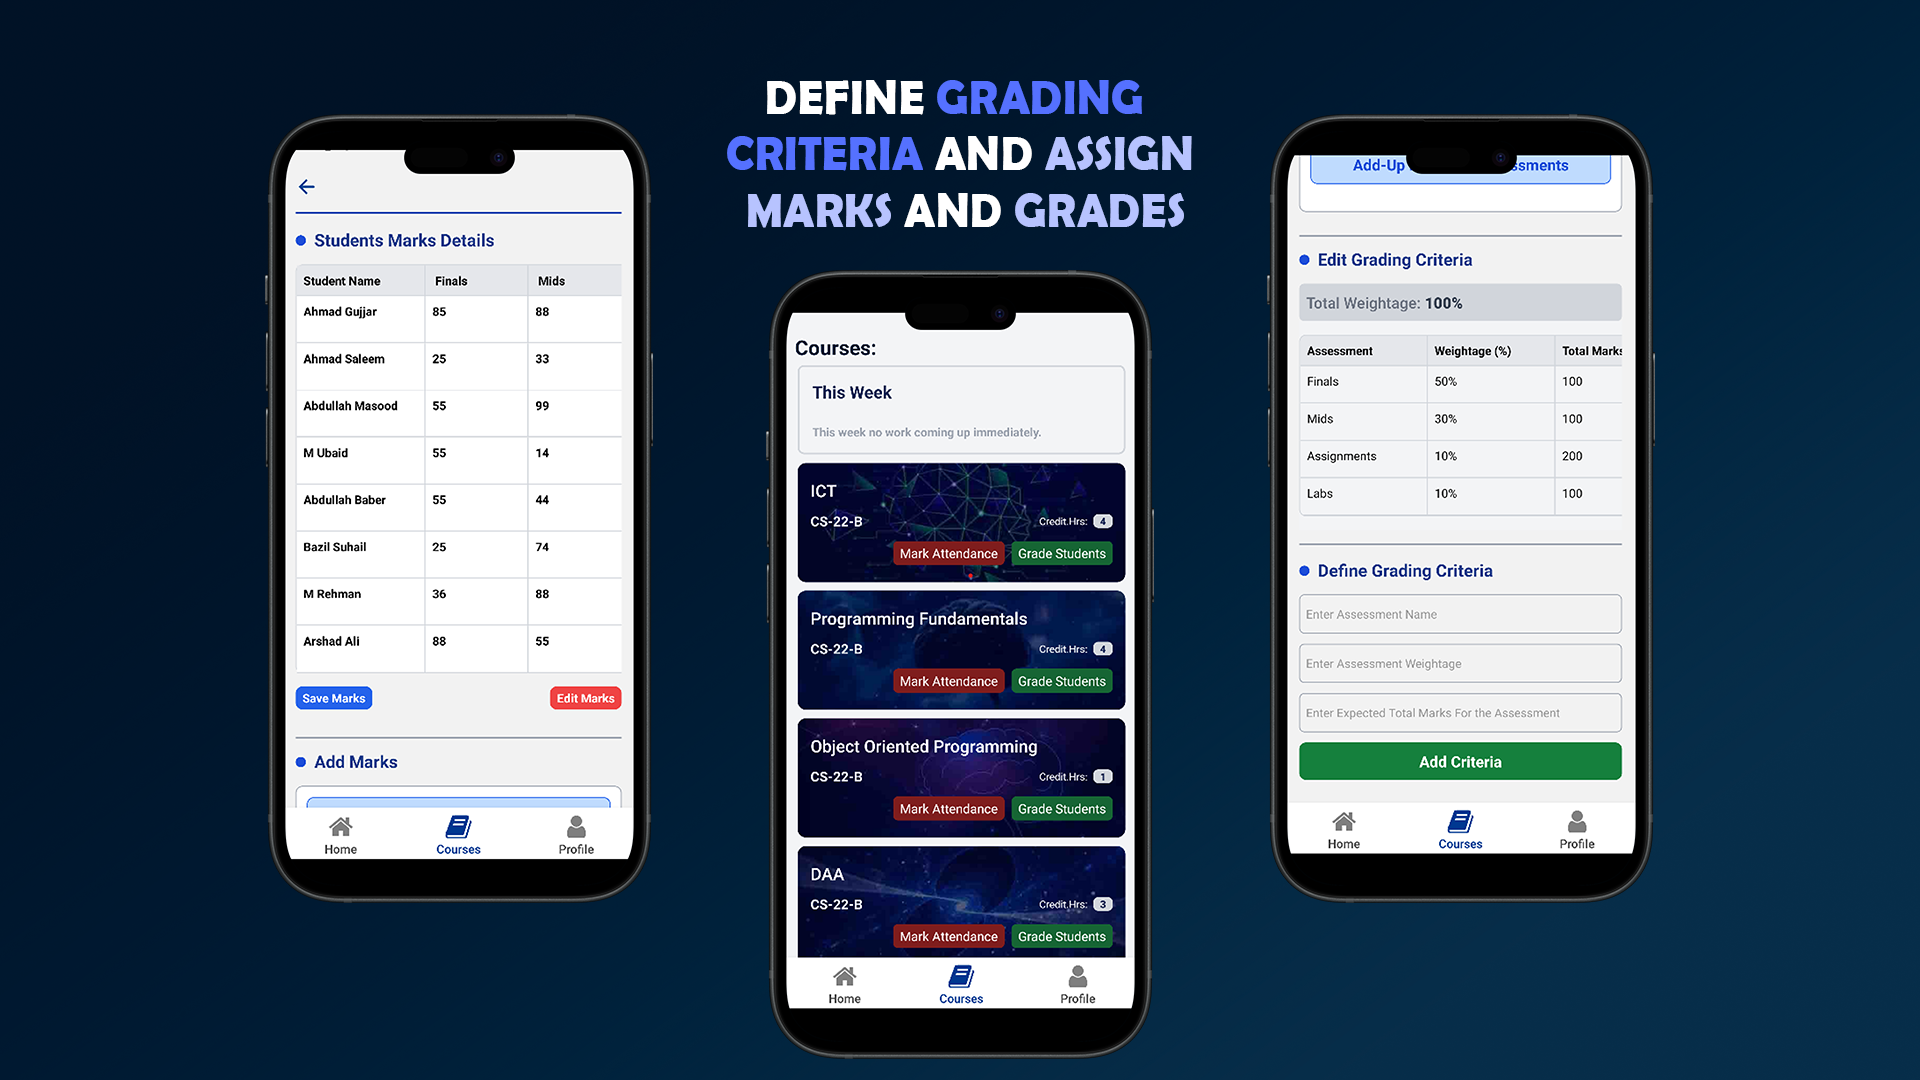 DEFINE GRADING
CRITERIA AND ASSIGN
MARKS AND GRADES
Students Marks Details
Student Name Finals Mids
Ahmad Gujjar 85 88
Ahmad Saleem 25 33
Abdullah Masood 55 99
M Ubaid 55 14
Abdullah Baber 55 44
Bazil Suhail 25 74
M Rehman 36 88
Arshad Ali 88 55
Save Marks Edit Marks
Add Marks
Home Courses Profile
Courses:
This Week
This week no work coming up immediately.
ICT
CS-22-B Credit.Hrs: 4
Mark Attendance Grade Students
Programming Fundamentals
CS-22-B Credit.Hrs: 4
Mark Attendance Grade Students
Object Oriented Programming
CS-22-B Credit.Hrs: 1
Mark Attendance Grade Students
DAA
CS-22-B Credit.Hrs: 3
Mark Attendance Grade Students
Home Courses Profile
Add-Up
Edit Grading Criteria
Total Weightage: 100%
Assessment Weightage (%) Total Marks
Finals 50% 100
Mids 30% 100
Assignments 10% 200
Labs 10% 100
Define Grading Criteria
Enter Assessment Name
Enter Assessment Weightage
Enter Expected Total Marks For the Assessment
Add Criteria
Home Courses Profile